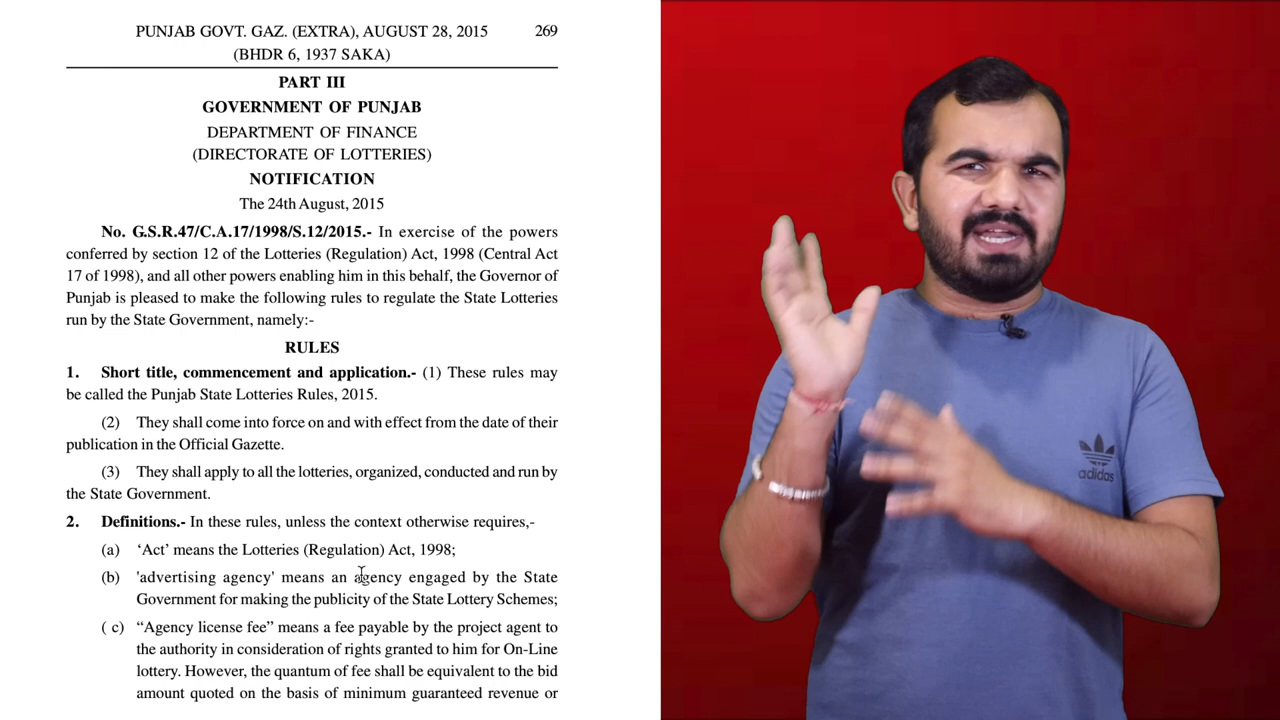 PUNJAB GOVT. GAZ. (EXTRA), AUGUST 28, 2015 269
(BHDR 6, 1937 SAKA)
PART III
GOVERNMENT OF PUNJAB
DEPARTMENT OF FINANCE
(DIRECTORATE OF LOTTERIES)
NOTIFICATION
The 24th August, 2015
No. G.S.R.47/C.A.17/1998/S.12/2015.- In exercise of the powers
conferred by section 12 of the Lotteries (Regulation) Act, 1998 (Central Act
17 of 1998), and all other powers enabling him in this behalf, the Governor of
Punjab is pleased to make the following rules to regulate the State Lotteries
run by the State Government, namely:-
RULES
1. Short title, commencement and application.- (1) These rules may
be called the Punjab State Lotteries Rules, 2015.
(2) They shall come into force on and with effect from the date of their
publication in the Official Gazette.
(3) They shall apply to all the lotteries, organized, conducted and run by
the State Government.
2. Definitions.- In these rules, unless the context otherwise requires,-
(a) ‘Act’ means the Lotteries (Regulation) Act, 1998;
(b) 'advertising agency' means an agency engaged by the State
Government for making the publicity of the State Lottery Schemes;
( c) “Agency license fee” means a fee payable by the project agent to
the authority in consideration of rights granted to him for On-Line
lottery. However, the quantum of fee shall be equivalent to the bid
amount quoted on the basis of minimum guaranteed revenue or
adidas